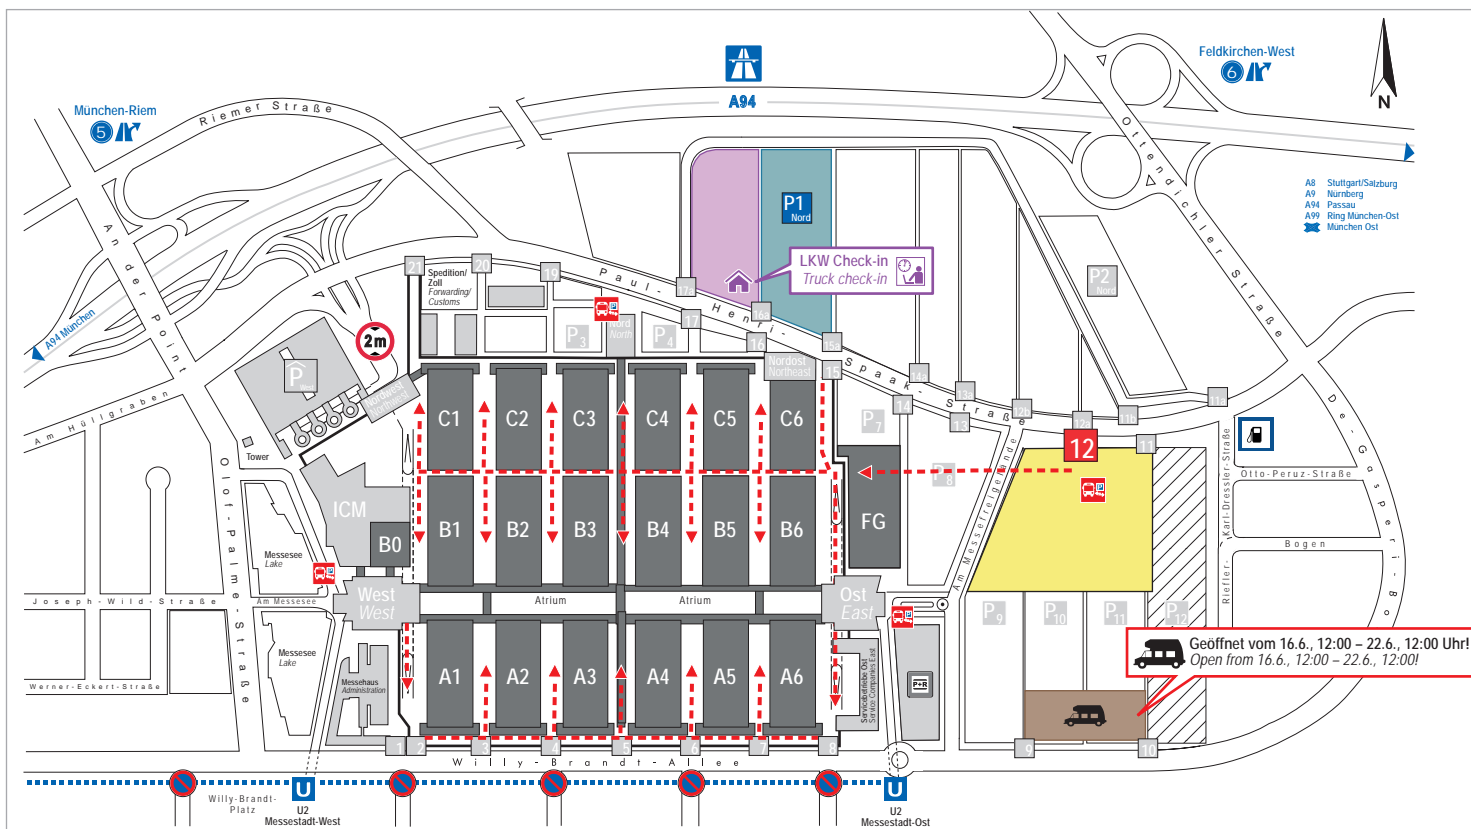 Feldkirchen-West
6
A94
N
München-Riem
5
Riemer Straße
Ottendichler Straße
An der Point
A8 Stuttgart/Salzburg
A9 Nürnberg
A94 Passau
A99 Ring München-Ost
München Ost
P1
Nord
LKW Check-in
Truck check-in
P2
Nord
21
20
19
Spedition/
Zoll
Forwarding/
Customs
Paul-Henri-Spaak-Straße
17a
16a
17
16
15a
15
14a
14
13a
13
12b
12a
11b
11a
11
12
A94 München
2m
P
West
P3
Nord
North
P4
Nordost
Northeast
Nordwest
Northwest
P7
P8
Am Hüllgraben
Tower
Olof-Palme-Straße
C1
C2
C3
C4
C5
C6
De-Gasperi-Bo
Otto-Peruz-Straße
Karl-Dressler-Straße
Riefler-
Bogen
Am Messefreigelände
ICM
B0
B1
B2
B3
B4
B5
B6
FG
Messesee
Lake
West
West
Atrium
Atrium
Ost
East
Joseph-Wild-Straße
Am Messesee
P9
P10
P11
P12
Geöffnet vom 16.6., 12:00 – 22.6., 12:00 Uhr!
Open from 16.6., 12:00 – 22.6., 12:00!
Messesee
Lake
Werner-Eckert-Straße
Messehaus
Administration
A1
A2
A3
A4
A5
A6
Servicebetriebe Ost
Service Companies East
P+R
1
2
3
4
5
6
7
8
9
10
Willy-Brandt-Allee
Willy-Brandt-
Platz
U
U2
Messestadt-West
U
U2
Messestadt-Ost